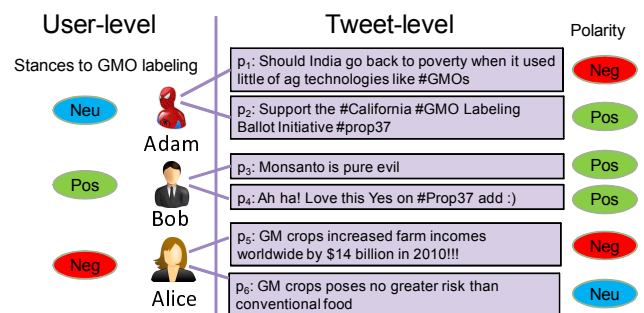 User-level
Tweet-level
Polarity
Stances to GMO labeling
p1: Should India go back to poverty when it used
little of ag technologies like #GMOs
Neg
Neu
Adam
p2: Support the #California #GMO Labeling
Ballot Initiative #prop37
Pos
Pos
Bob
p3: Monsanto is pure evil
Pos
p4: Ah ha! Love this Yes on #Prop37 add :)
Pos
Neg
Alice
p5: GM crops increased farm incomes
worldwide by $14 billion in 2010!!!
Neg
p6: GM crops poses no greater risk than
conventional food
Neu